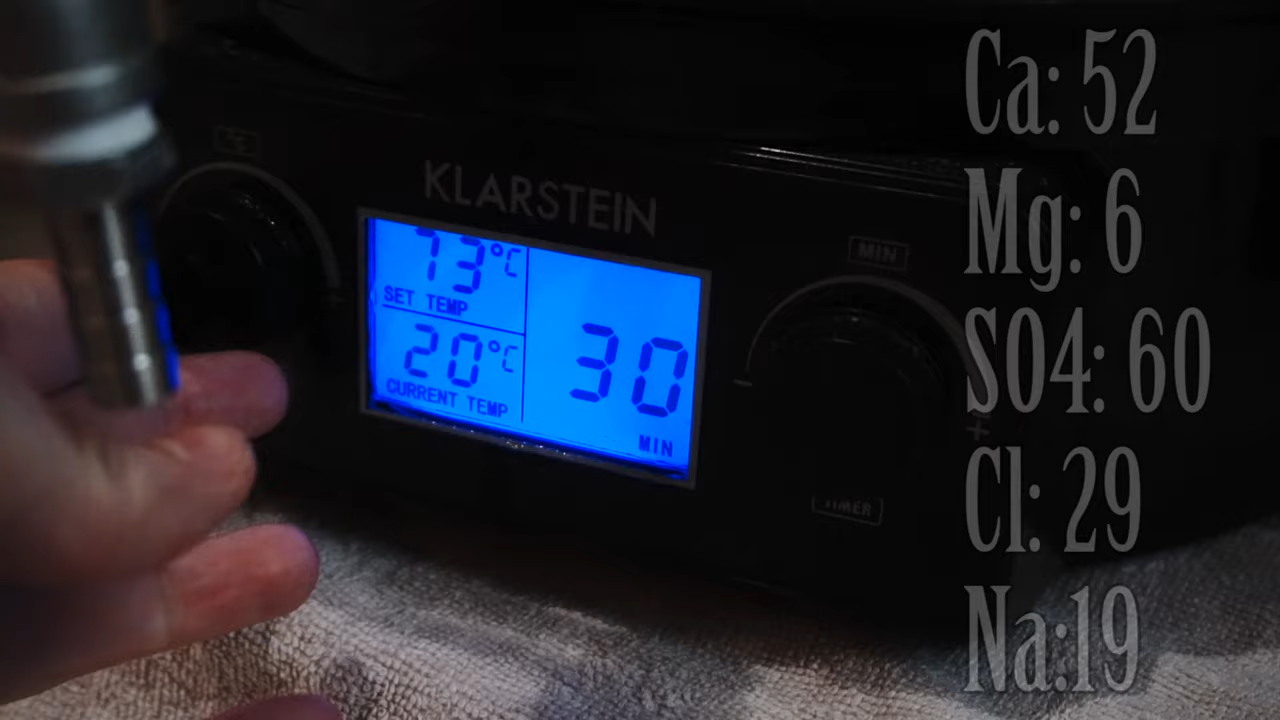 KLARSTEIN
73°C
SET TEMP
20°C
CURRENT TEMP
30
MIN
MIN
+
TIMER
Ca: 52
Mg: 6
SO4: 60
Cl: 29
Na:19